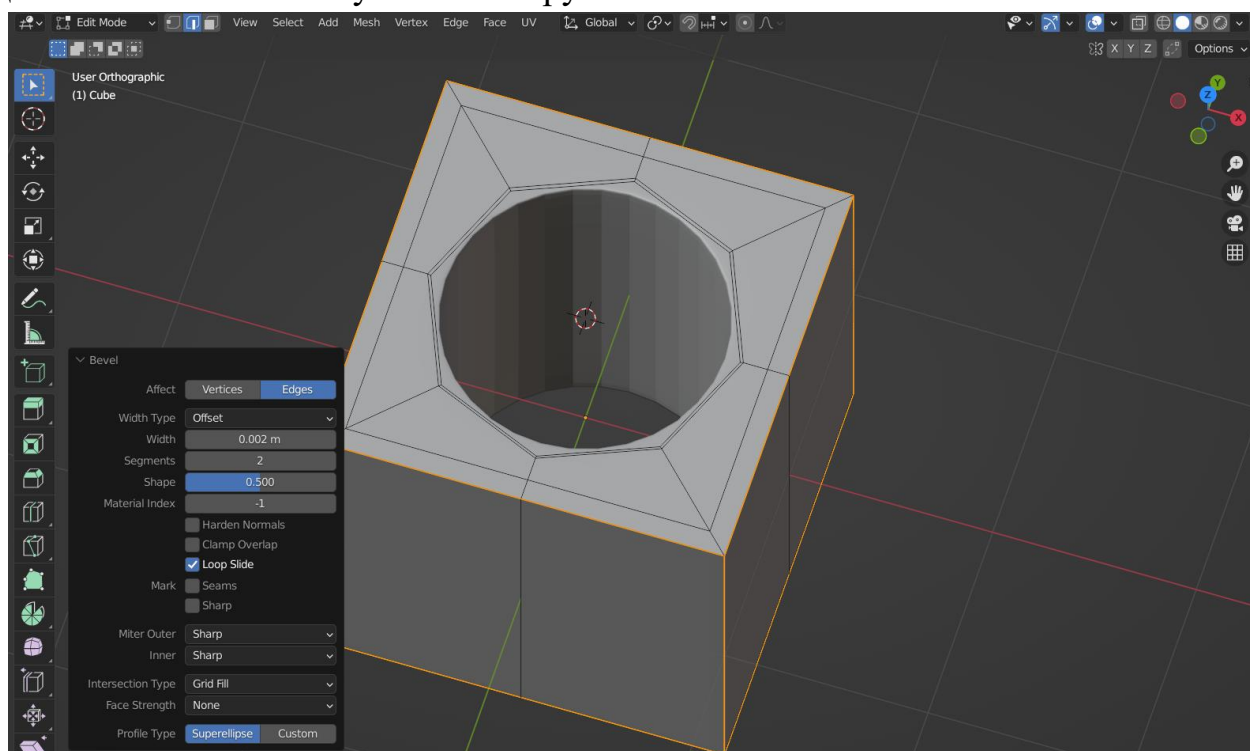 Edit Mode View Select Add Mesh Vertex Edge Face UV Global
X Y Z Options
User Orthographic
(1) Cube
Y
Z
X
Bevel
Affect Vertices Edges
Width Type Offset
Width 0.002 m
Segments 2
Shape 0.500
Material Index -1
Harden Normals
Clamp Overlap
Loop Slide
Mark Seams
Sharp
Miter Outer Sharp
Inner Sharp
Intersection Type Grid Fill
Face Strength None
Profile Type Superellipse Custom